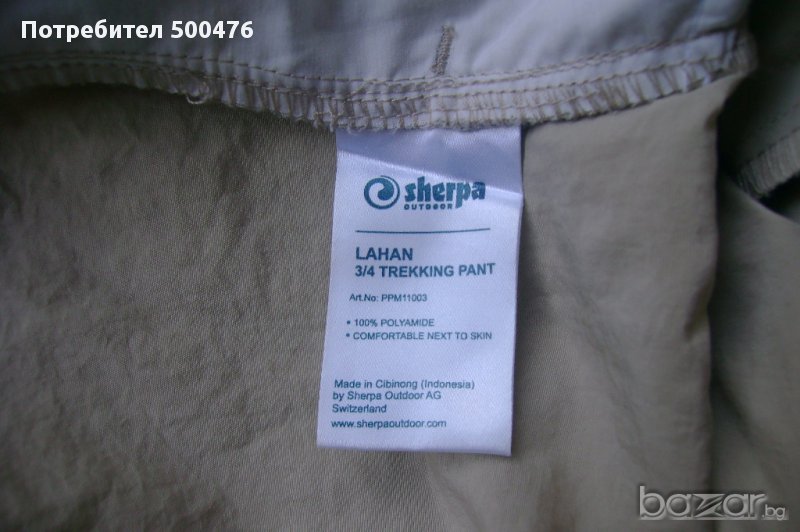 Потребител 500476
sherpa
OUTDOOR
LAHAN
3/4 TREKKING PANT
Art.No: PPM11003
• 100% POLYAMIDE
• COMFORTABLE NEXT TO SKIN
Made in Cibinong (Indonesia)
by Sherpa Outdoor AG
Switzerland
www.sherpaoutdoor.com
bazar.bg